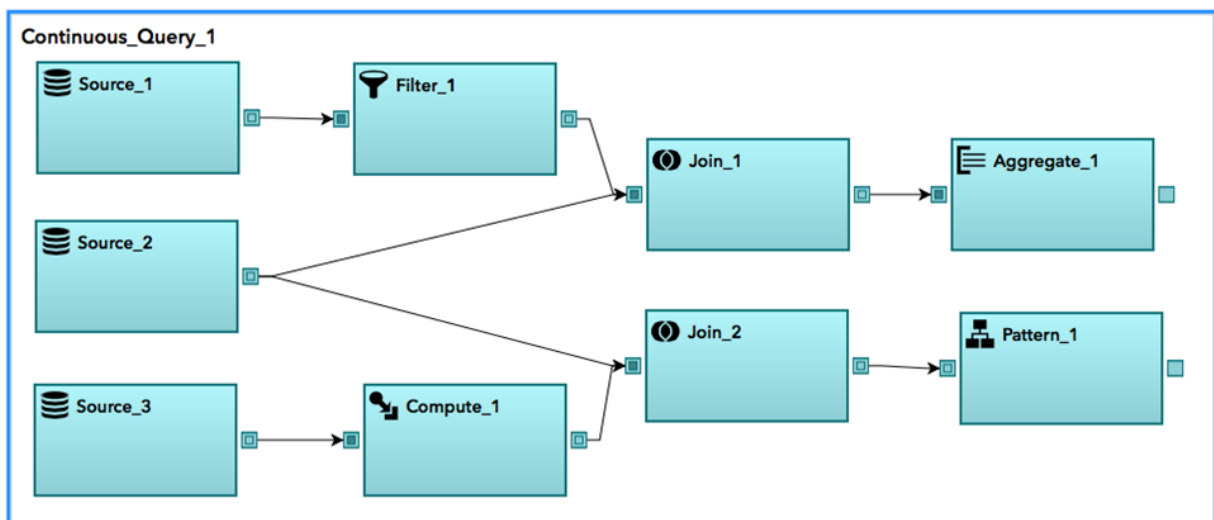 Continuous_Query_1
Source_1
Filter_1
Join_1
Aggregate_1
Source_2
Join_2
Pattern_1
Source_3
Compute_1